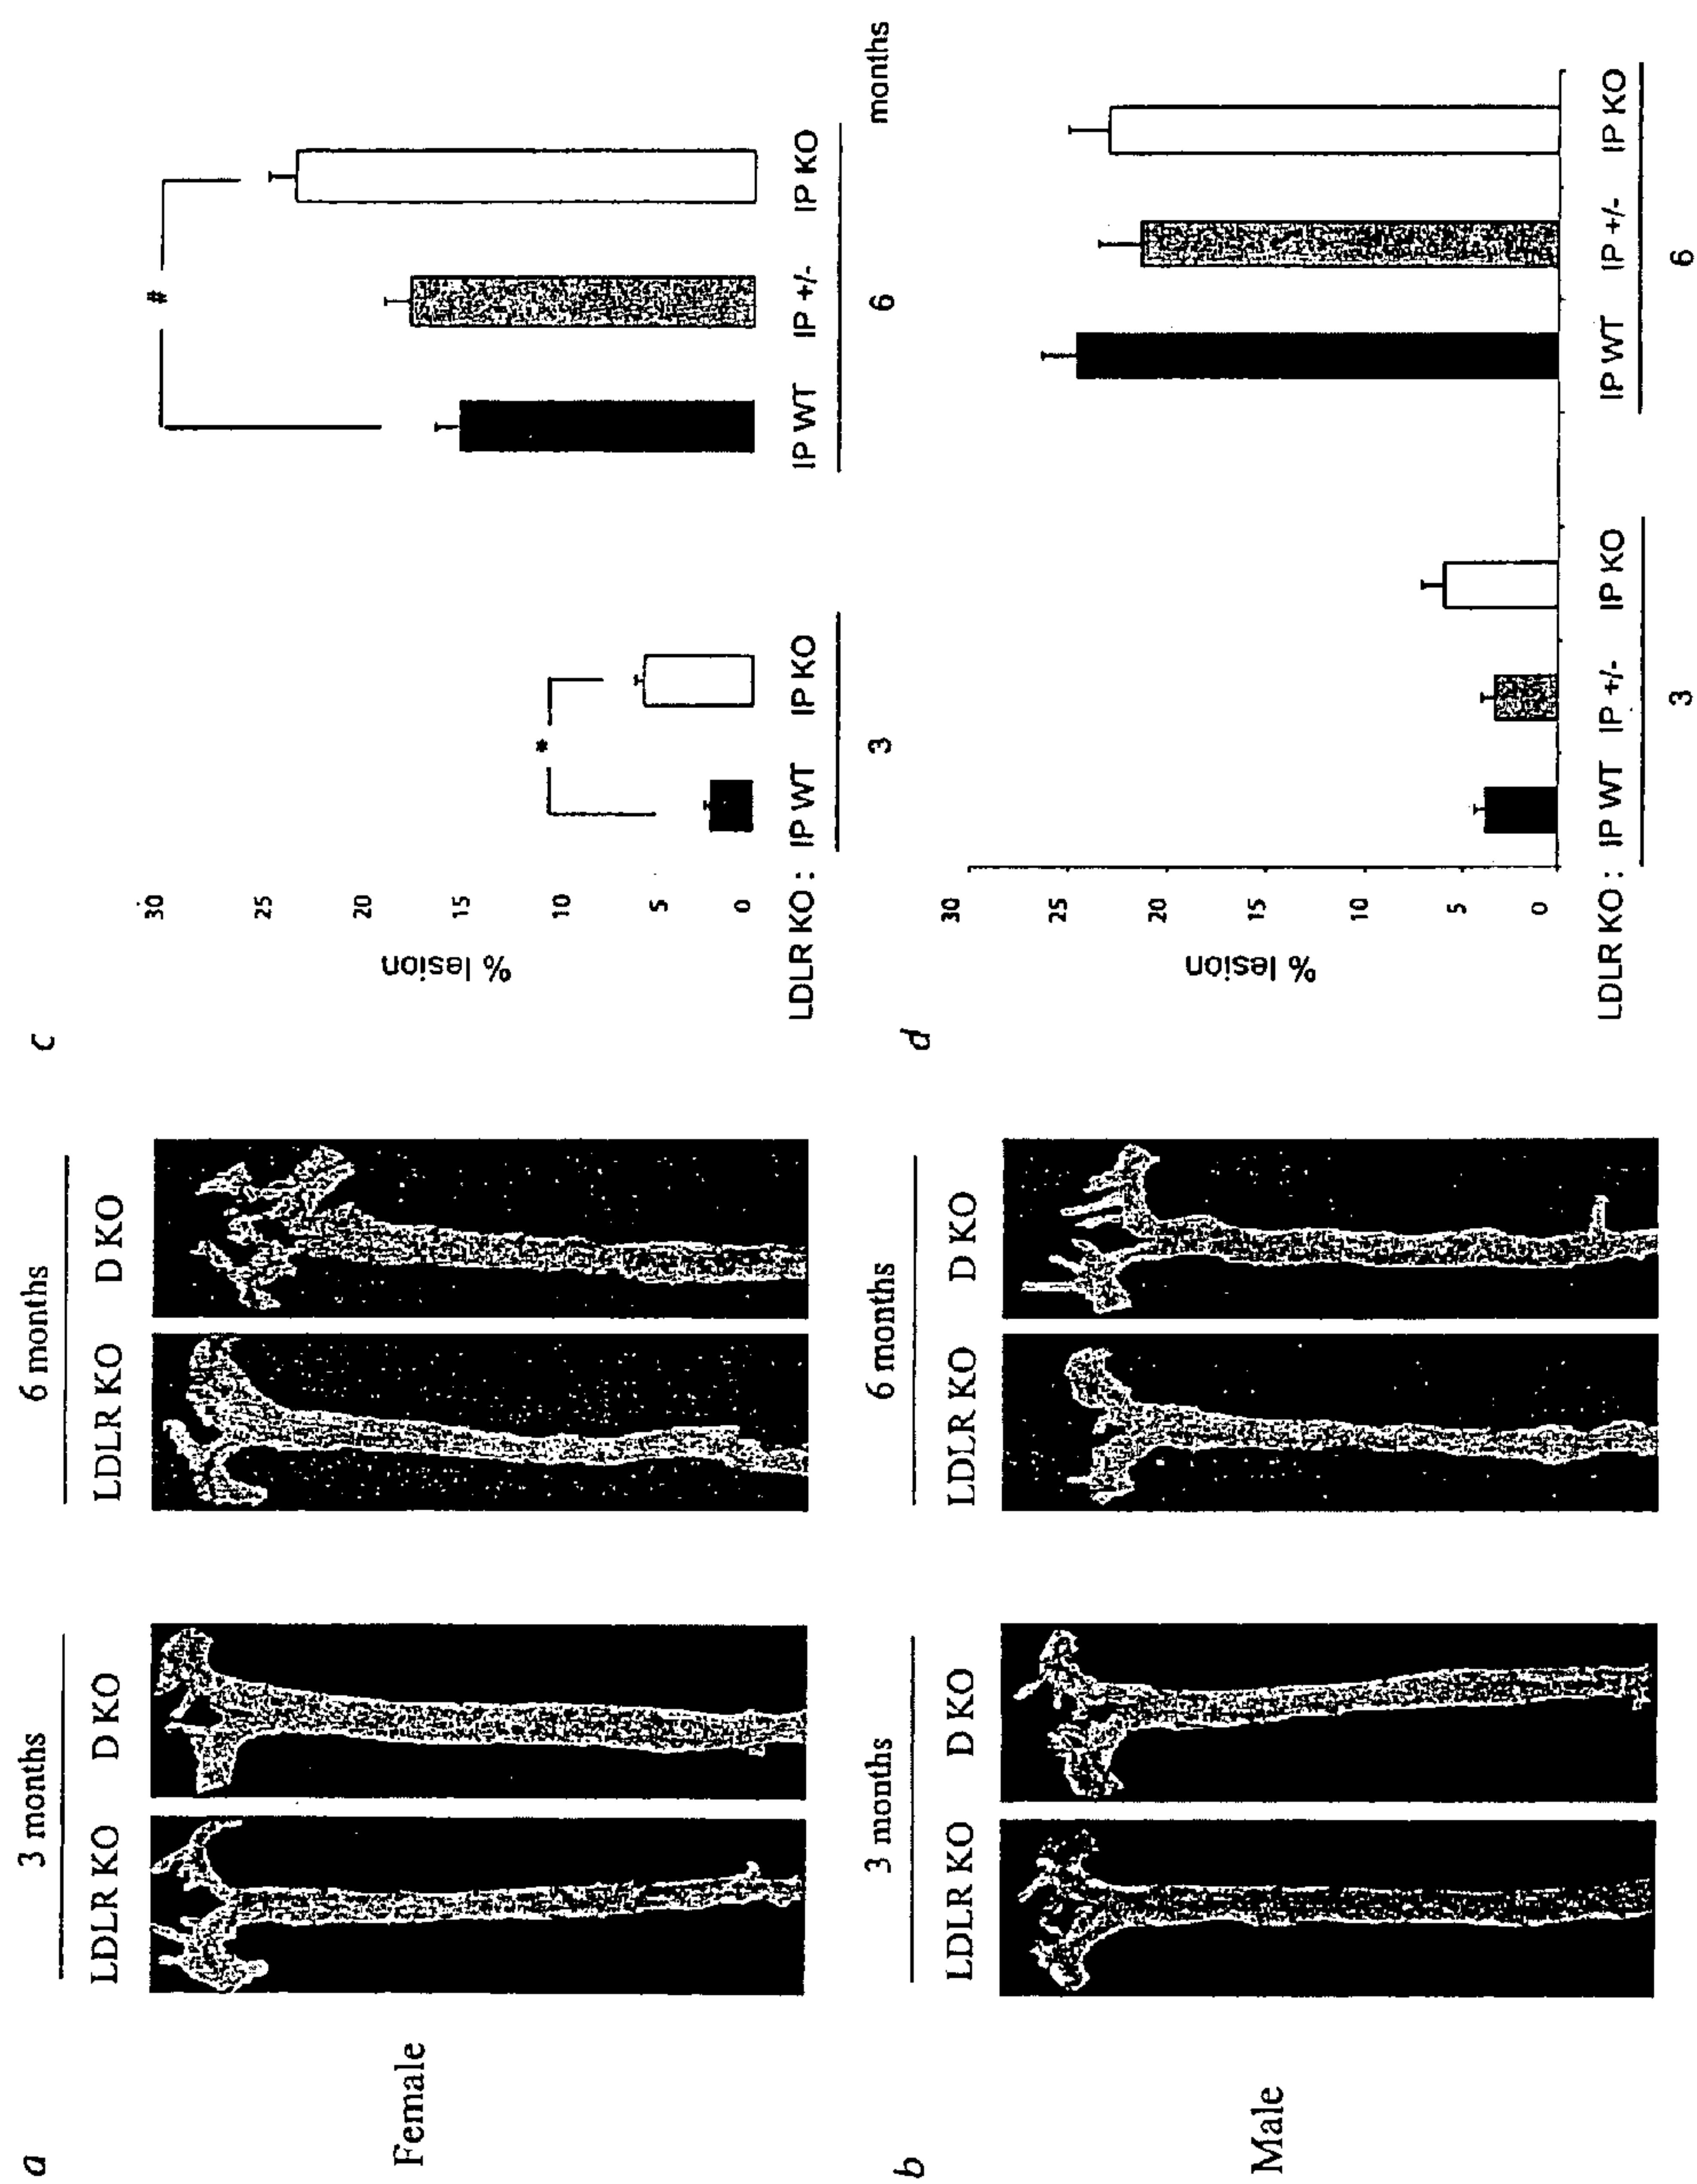 a
3 months
6 months
LDLR KO
D KO
LDLR KO
D KO
Female
b
3 months
6 months
LDLR KO
D KO
LDLR KO
D KO
Male
c
#
*
30
25
20
15
10
5
0
% lesion
LDLR KO : IP WT IP KO IP WT IP +/- IP KO
3 6 months
d
30
25
20
15
10
5
0
% lesion
LDLR KO : IP WT IP +/- IP KO IP WT IP +/- IP KO
3 6